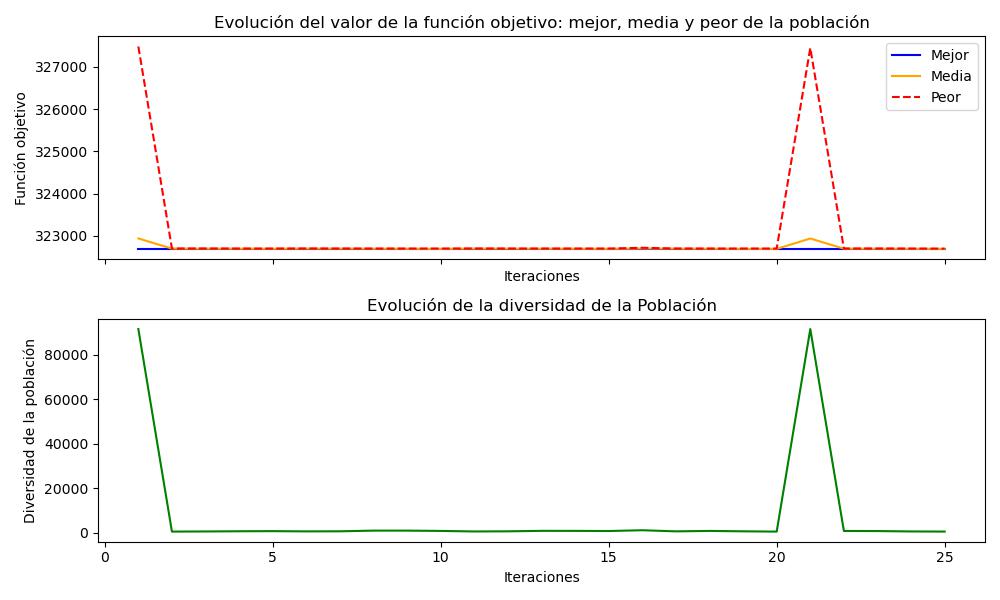 Evolución del valor de la función objetivo: mejor, media y peor de la población
327000
326000
325000
324000
323000
Función objetivo
Mejor
Media
Peor
Iteraciones
Evolución de la diversidad de la Población
80000
60000
40000
20000
0
Diversidad de la población
0 5 10 15 20 25
Iteraciones